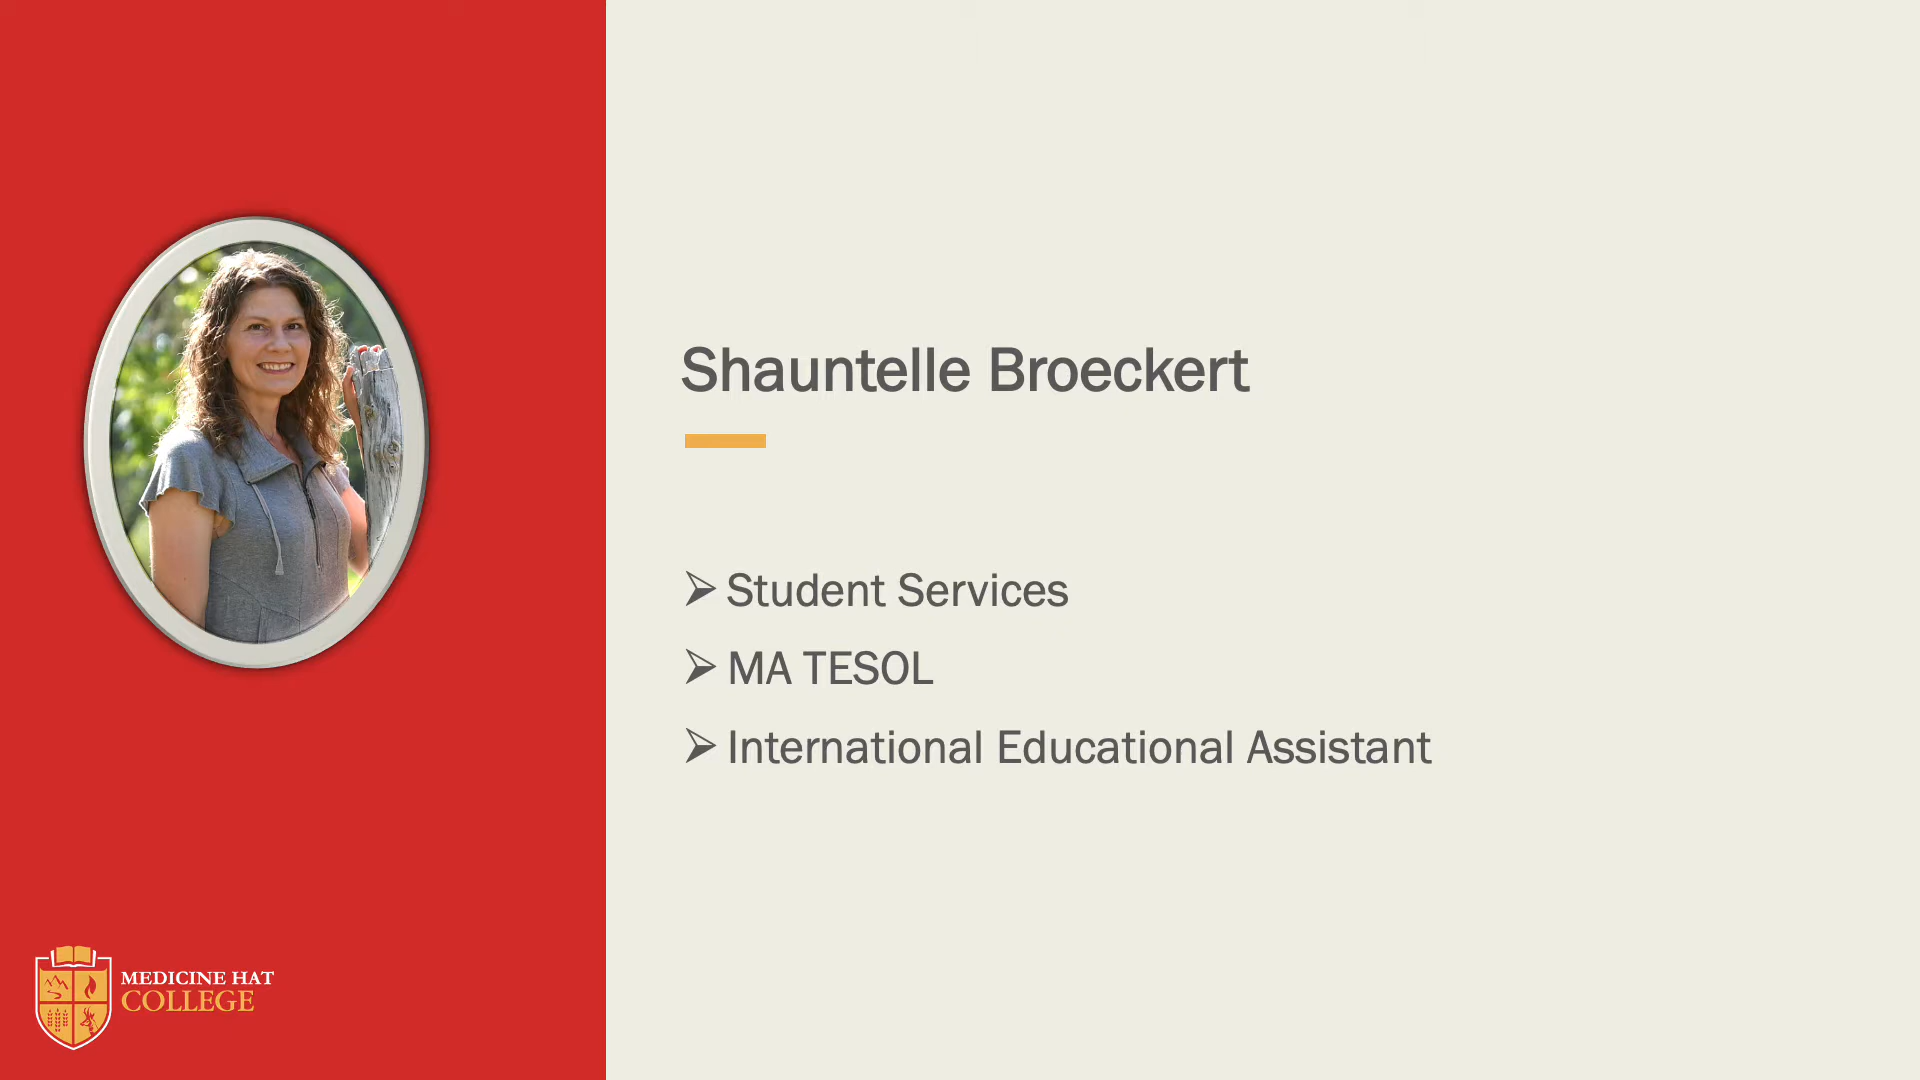 Shauntelle Broeckert
Student Services
MA TESOL
International Educational Assistant
MEDICINE HAT
COLLEGE